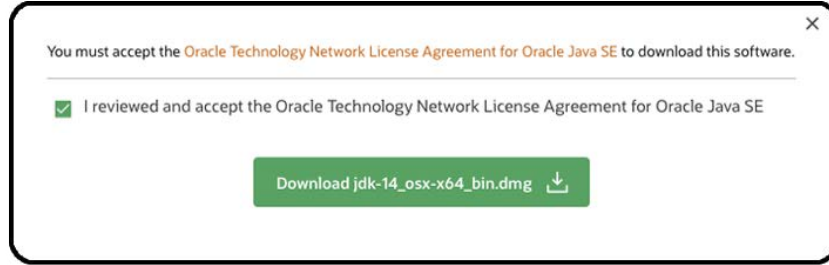 You must accept the Oracle Technology Network License Agreement for Oracle Java SE to download this software.
I reviewed and accept the Oracle Technology Network License Agreement for Oracle Java SE
Download jdk-14_osx-x64_bin.dmg